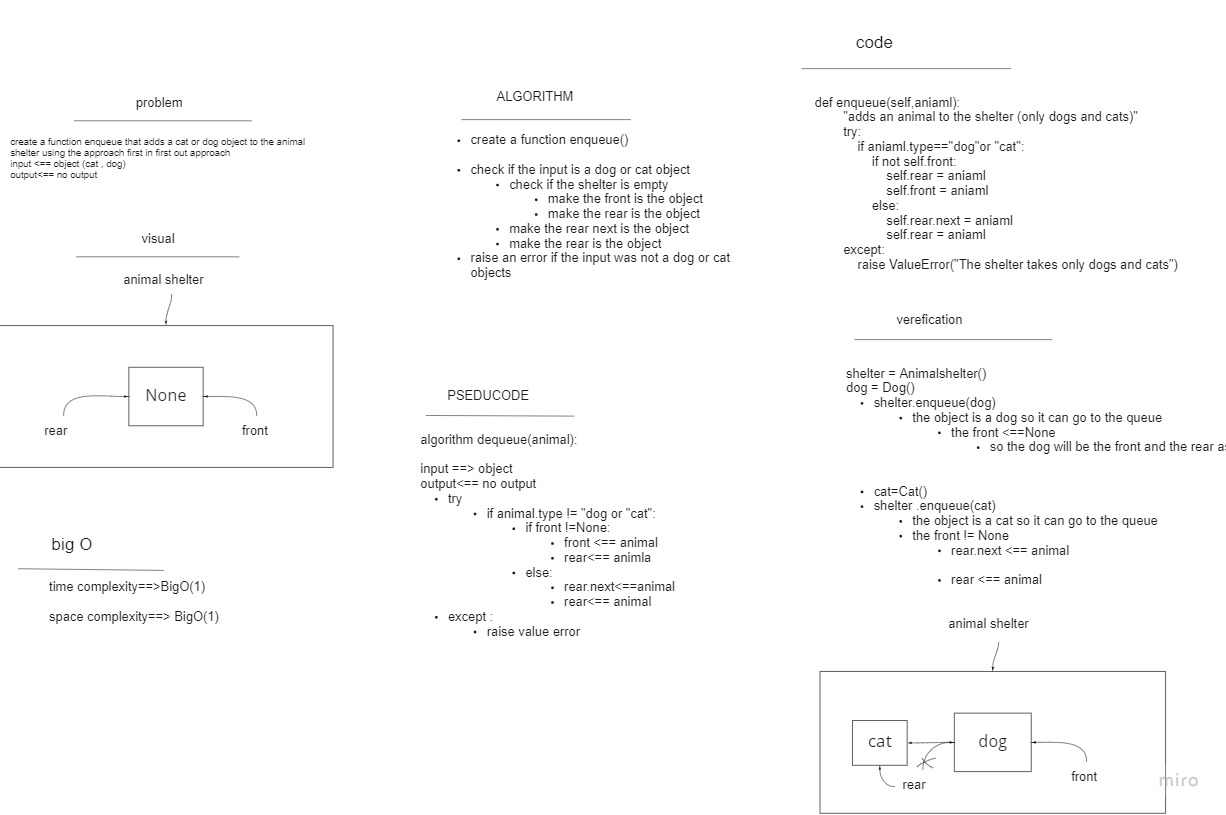 problem
create a function enqueue that adds a cat or dog object to the animal
shelter using the approach first in first out approach
input <== object (cat , dog)
output<== no output
visual
animal shelter
None
rear
front
big O
time complexity==>BigO(1)
space complexity==> BigO(1)
ALGORITHM
• create a function enqueue()
• check if the input is a dog or cat object
• check if the shelter is empty
• make the front is the object
• make the rear is the object
• make the rear next is the object
• make the rear is the object
• raise an error if the input was not a dog or cat
objects
PSEDUCODE
algorithm dequeue(animal):
input ==> object
output<== no output
• try
• if animal.type != "dog or "cat":
• if front !=None:
• front <== animal
• rear<== animla
• else:
• rear.next<==animal
• rear<== animal
• except :
• raise value error
code
def enqueue(self,aniaml):
"adds an animal to the shelter (only dogs and cats)"
try:
if aniaml.type=="dog"or "cat":
if not self.front:
self.rear = aniaml
self.front = aniaml
else:
self.rear.next = aniaml
self.rear = aniaml
except:
raise ValueError("The shelter takes only dogs and cats")
verefication
shelter = Animalshelter()
dog = Dog()
• shelter.enqueue(dog)
• the object is a dog so it can go to the queue
• the front <==None
• so the dog will be the front and the rear
• cat=Cat()
• shelter .enqueue(cat)
• the object is a cat so it can go to the queue
• the front != None
• rear.next <== animal
• rear <== animal
animal shelter
cat
dog
rear
front
miro